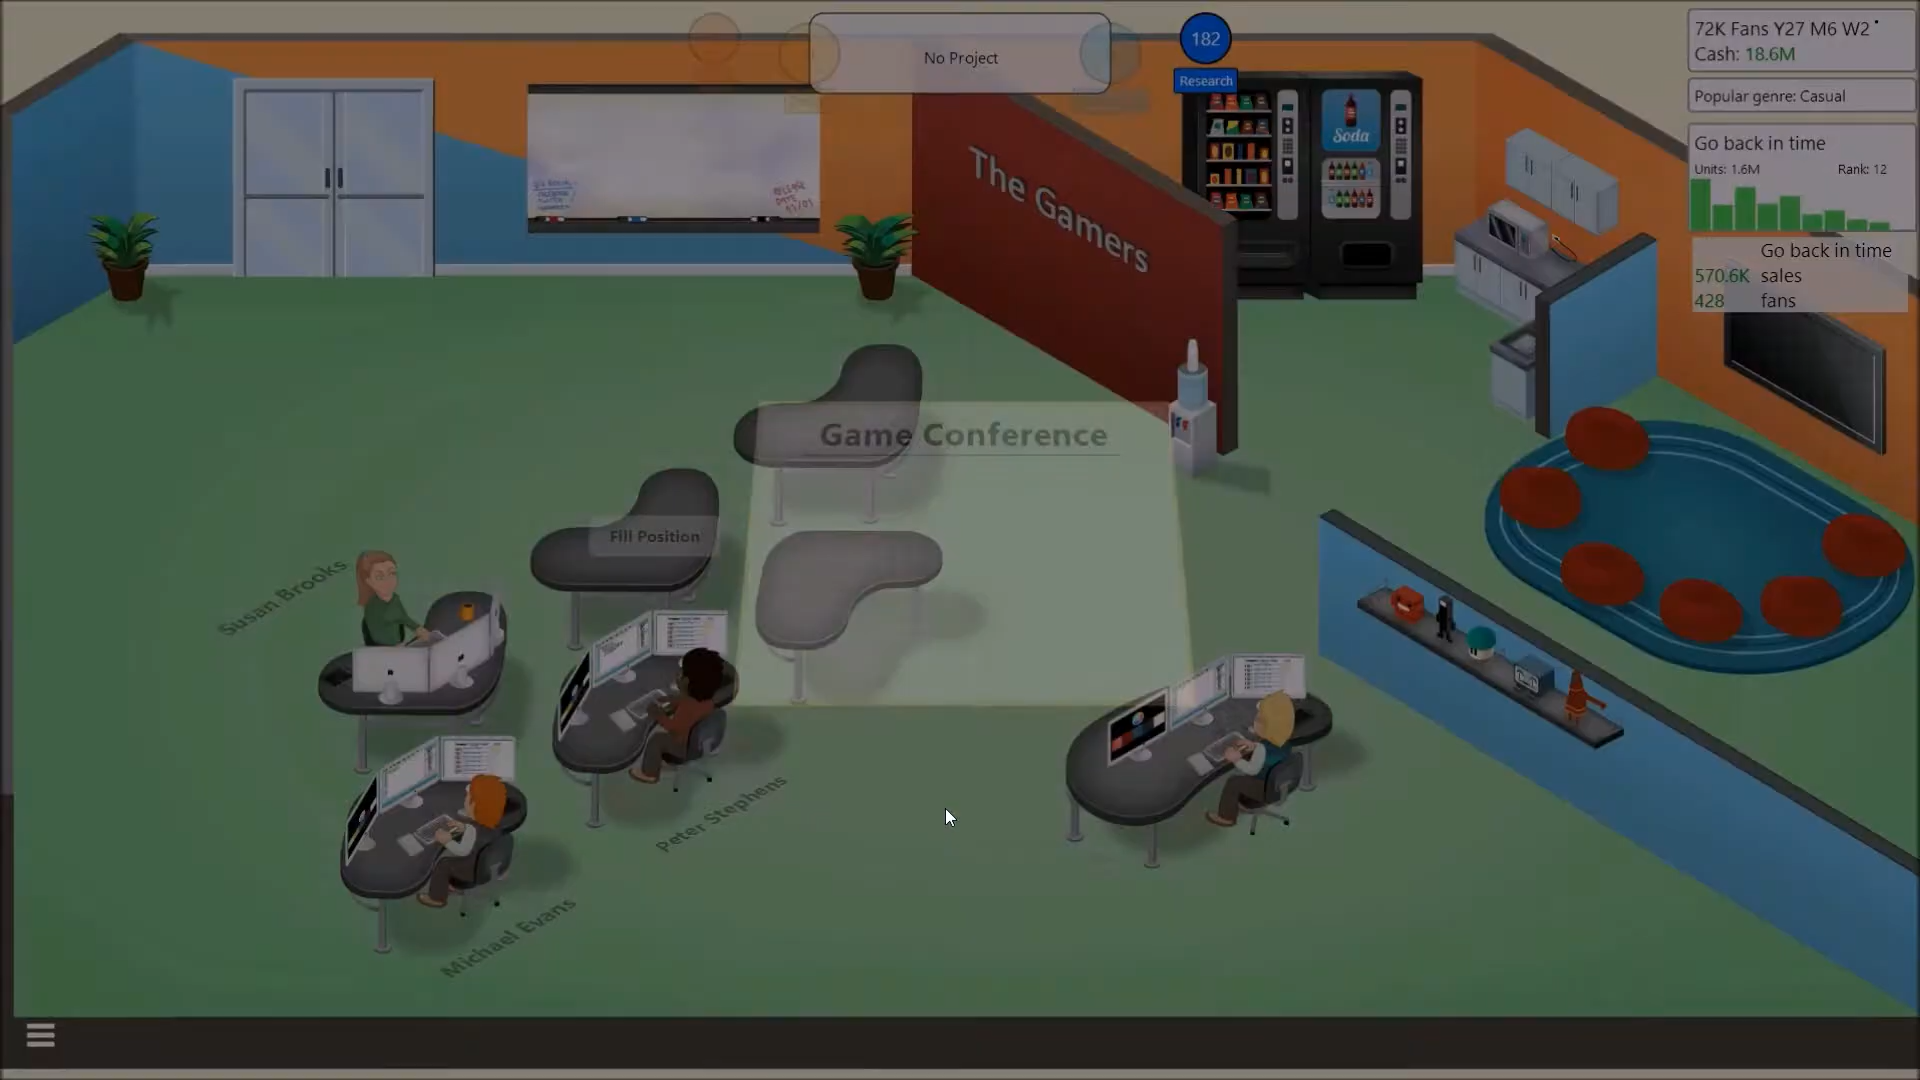 No Project
182
Research
72K Fans Y27 M6 W2
Cash: 18.6M
Popular genre: Casual
Go back in time
Units: 1.6M Rank: 12
Go back in time
570.6K sales
428 fans
RELEASE
DATE
The Gamers
Soda
Game Conference
Fill Position
Susan Brooks
Peter Stephens
Michael Evans